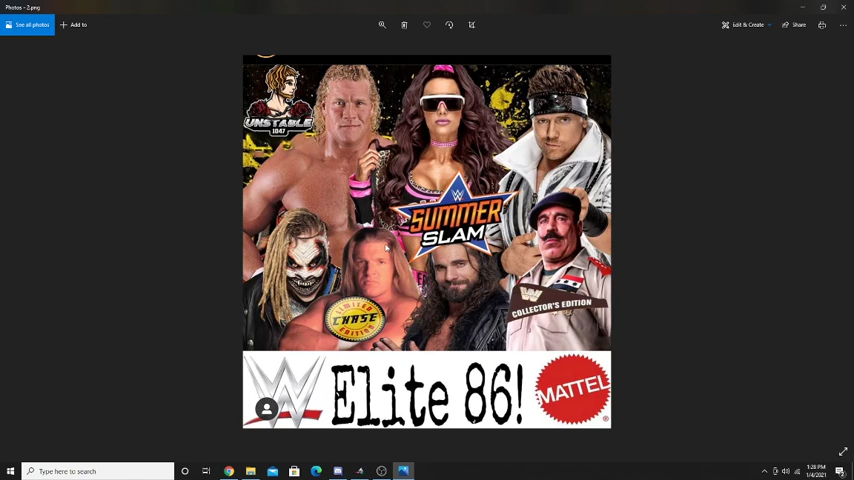 Photos - 2.png
See all photos
Add to
Edit & Create
Share
UNSTABLE
1047
W
SUMMER
SLAM
LIMITED
CHASE
EDITION
W
COLLECTOR'S EDITION
W Elite 86!
MATTEL
®
Type here to search
1:28 PM
1/4/2021